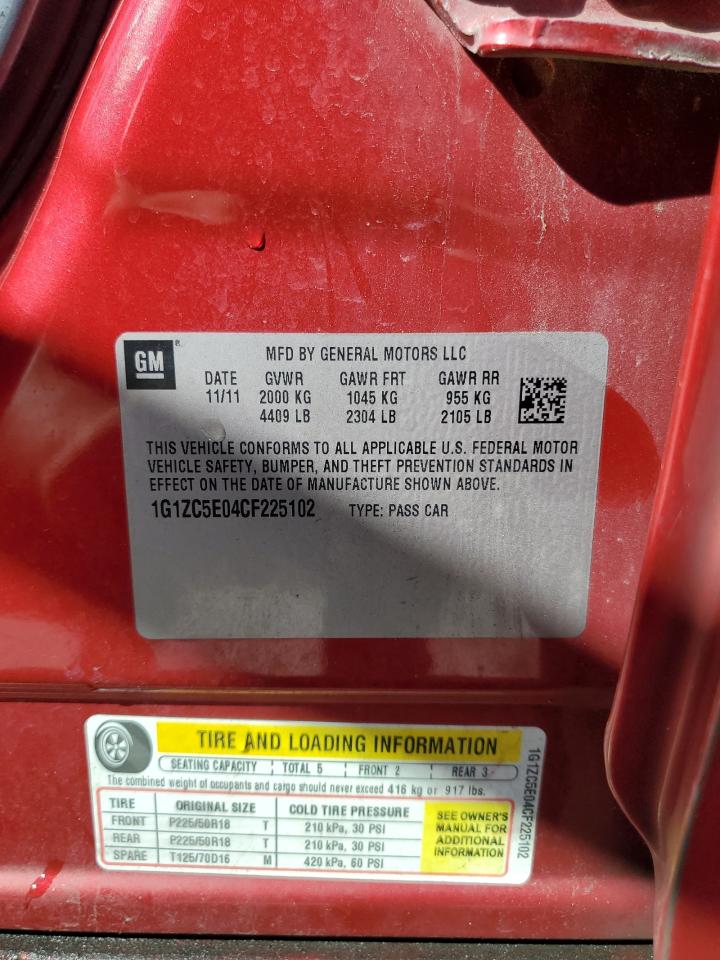 GM
MFD BY GENERAL MOTORS LLC
DATE GVWR GAWR FRT GAWR RR
11/11 2000 KG 1045 KG 955 KG
4409 LB 2304 LB 2105 LB
THIS VEHICLE CONFORMS TO ALL APPLICABLE U.S. FEDERAL MOTOR
VEHICLE SAFETY, BUMPER, AND THEFT PREVENTION STANDARDS IN
EFFECT ON THE DATE OF MANUFACTURE SHOWN ABOVE.
1G1ZC5E04CF225102 TYPE: PASS CAR
TIRE AND LOADING INFORMATION
SEATING CAPACITY TOTAL 5 FRONT 2 REAR 3
The combined weight of occupants and cargo should never exceed 416 kg or 917 lbs.
TIRE ORIGINAL SIZE COLD TIRE PRESSURE
FRONT P225/50R18 T 210 kPa, 30 PSI
REAR P225/50R18 T 210 kPa, 30 PSI
SPARE T125/70D16 M 420 kPa, 60 PSI
SEE OWNER'S
MANUAL FOR
ADDITIONAL
INFORMATION
1G1ZC5E04CF225102